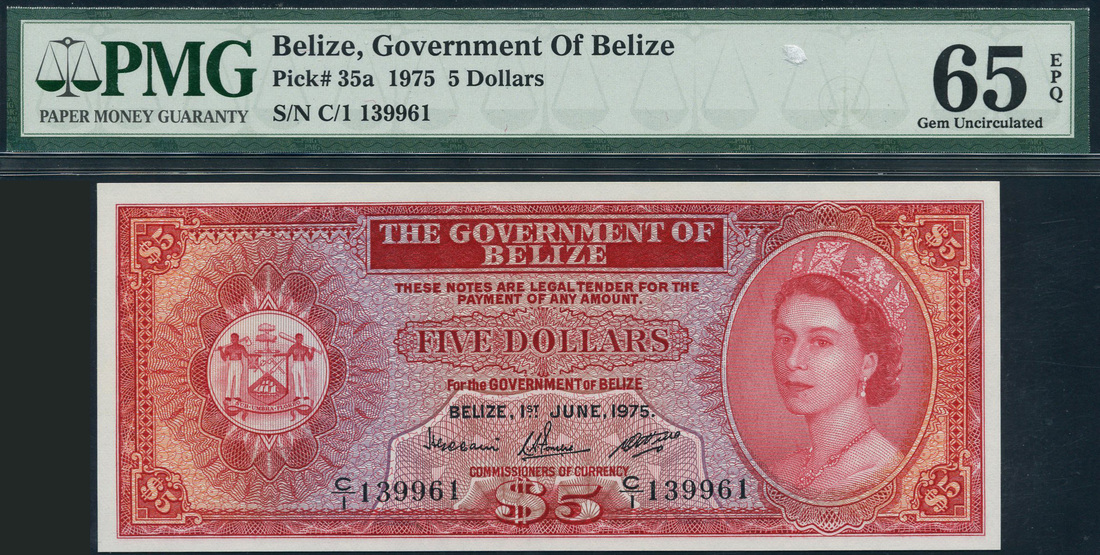 PMG
PAPER MONEY GUARANTY
Belize, Government Of Belize
Pick# 35a 1975 5 Dollars
S/N C/1 139961
65
EPQ
Gem Uncirculated
$5
$5
THE GOVERNMENT OF
BELIZE
THESE NOTES ARE LEGAL TENDER FOR THE
PAYMENT OF ANY AMOUNT.
FIVE DOLLARS
For the GOVERNMENT of BELIZE
BELIZE, 1ST JUNE, 1975.
COMMISSIONERS OF CURRENCY
C/1 139961
$5
C/1 139961
$5
$5